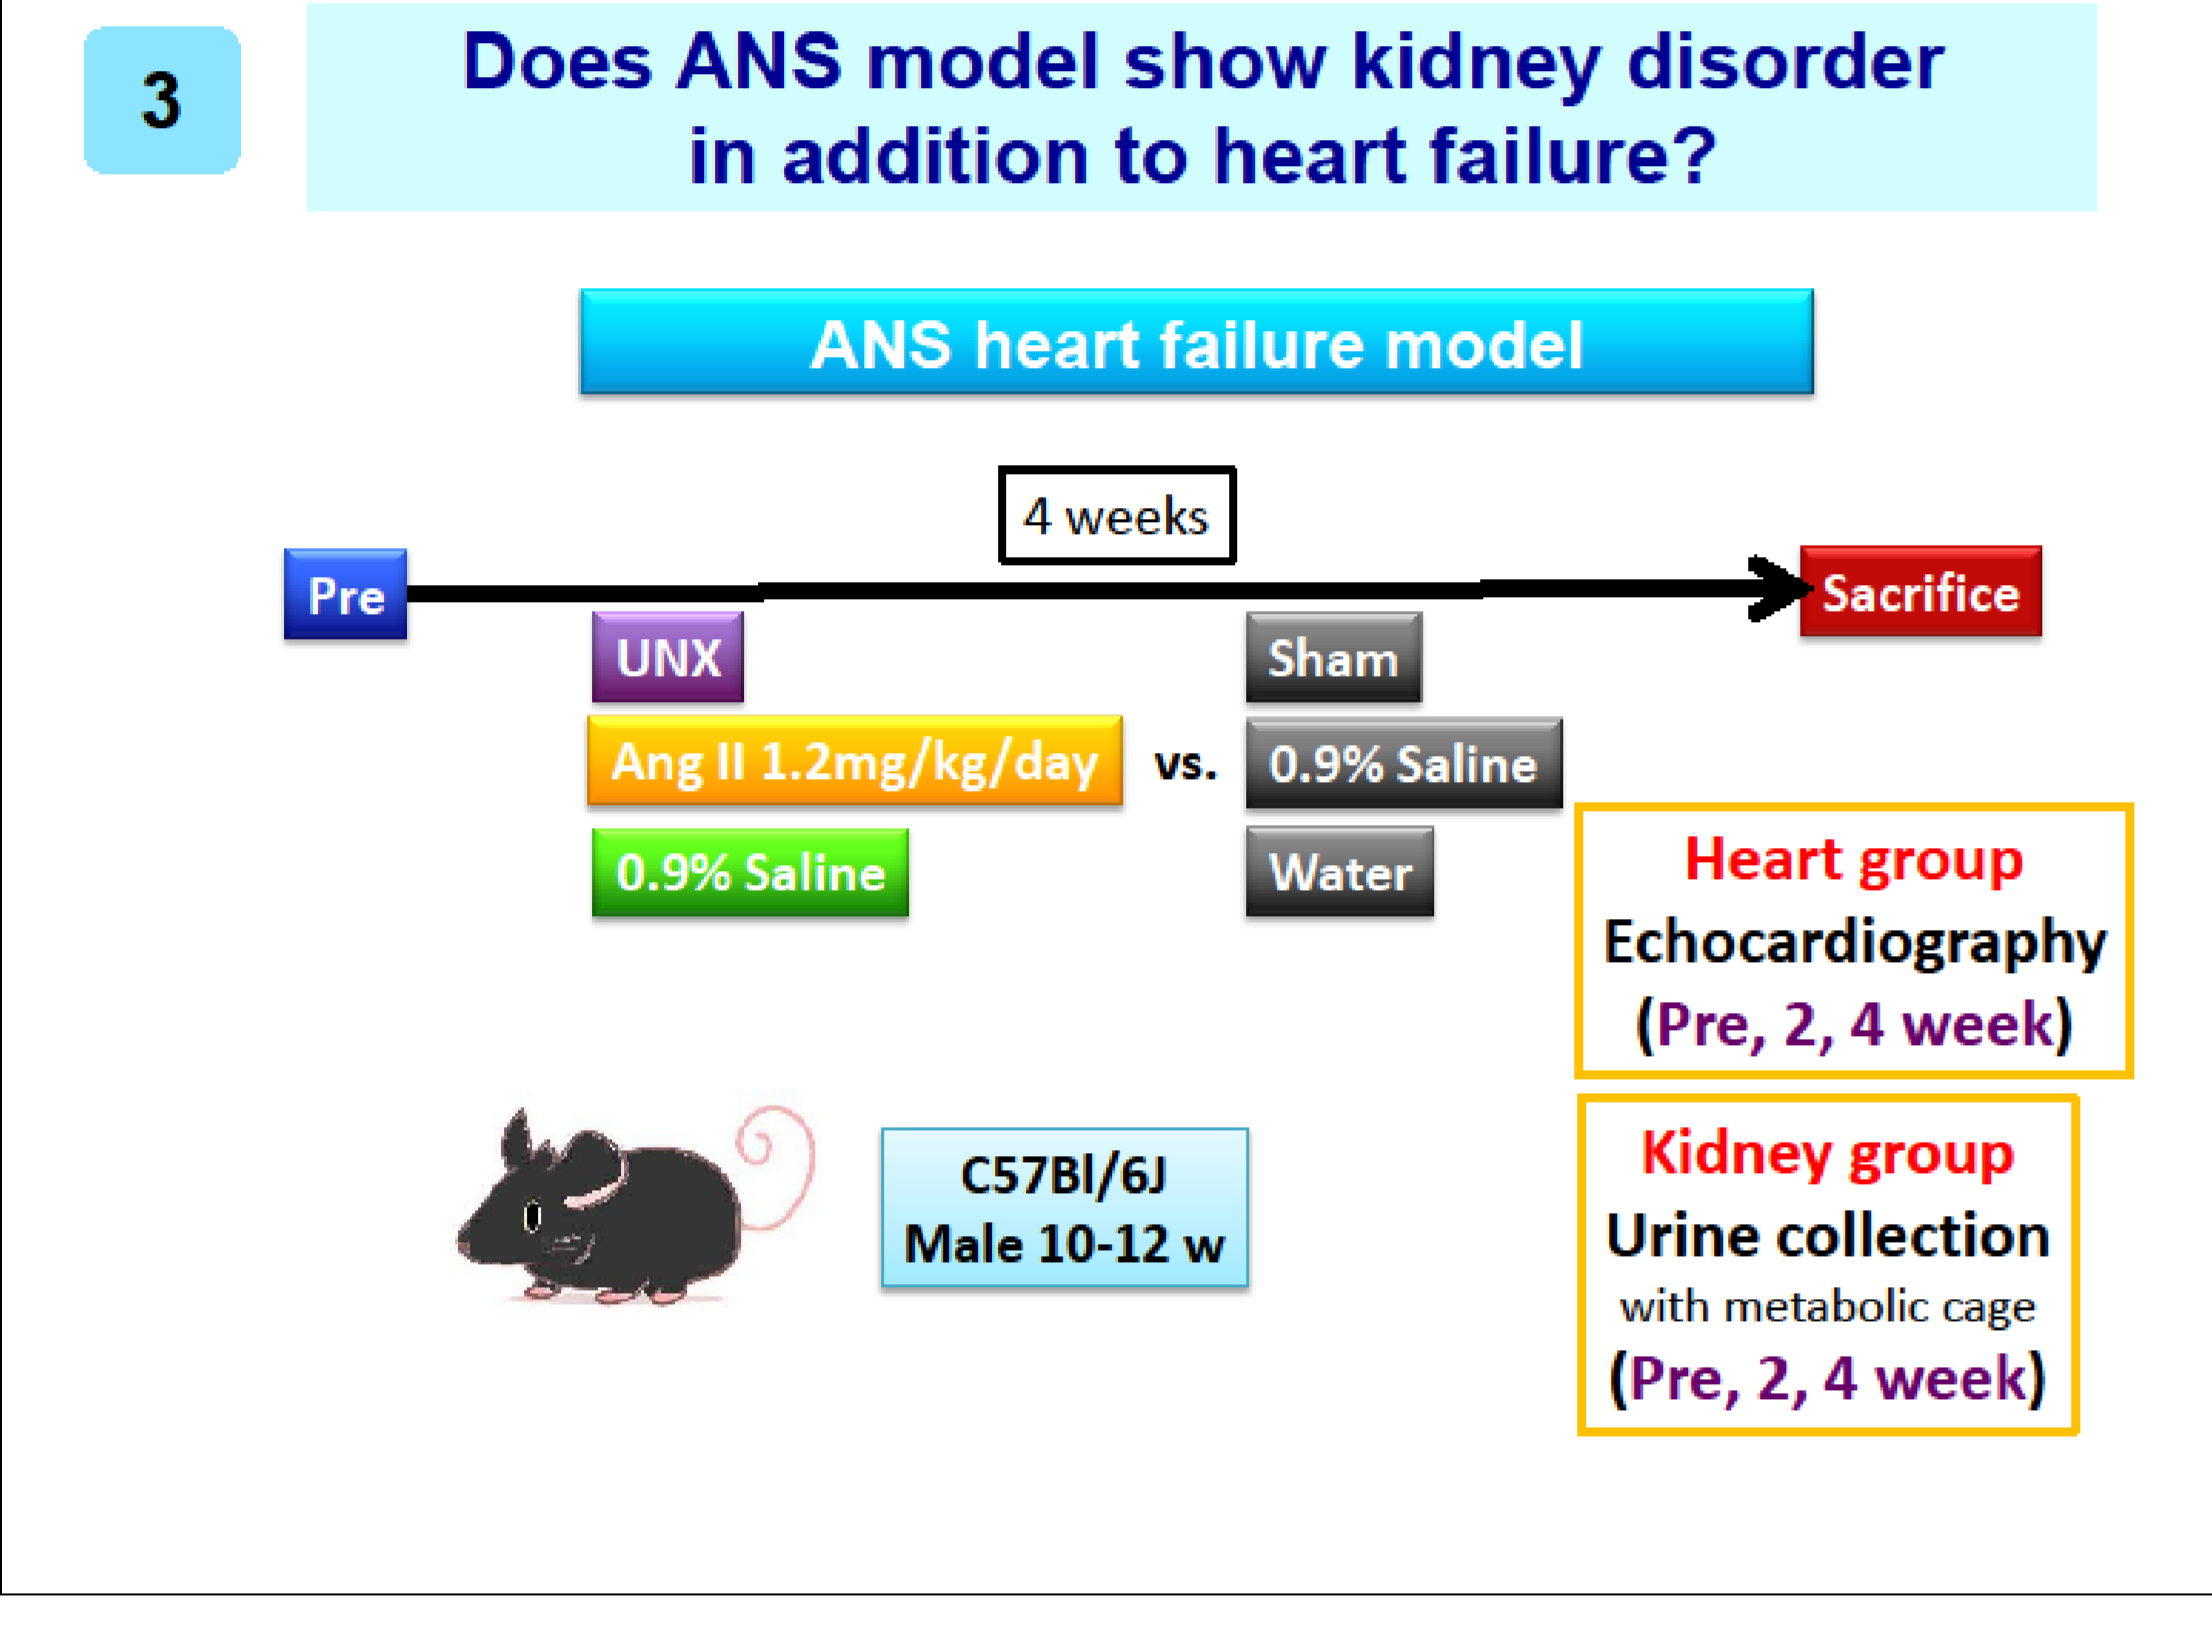 3
Does ANS model show kidney disorder
in addition to heart failure?
ANS heart failure model
4 weeks
Pre
Sacrifice
UNX
Sham
Ang II 1.2mg/kg/day
vs.
0.9% Saline
0.9% Saline
Water
Heart group
Echocardiography
(Pre, 2, 4 week)
C57Bl/6J
Male 10-12 w
Kidney group
Urine collection
with metabolic cage
(Pre, 2, 4 week)